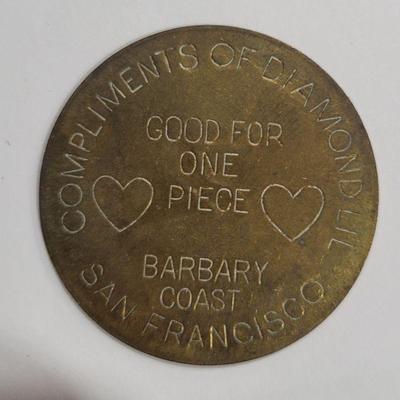 COMPLIMENTS OF DIAMOND LIL
GOOD FOR
ONE
PIECE
BARBARY
COAST
SAN FRANCISCO